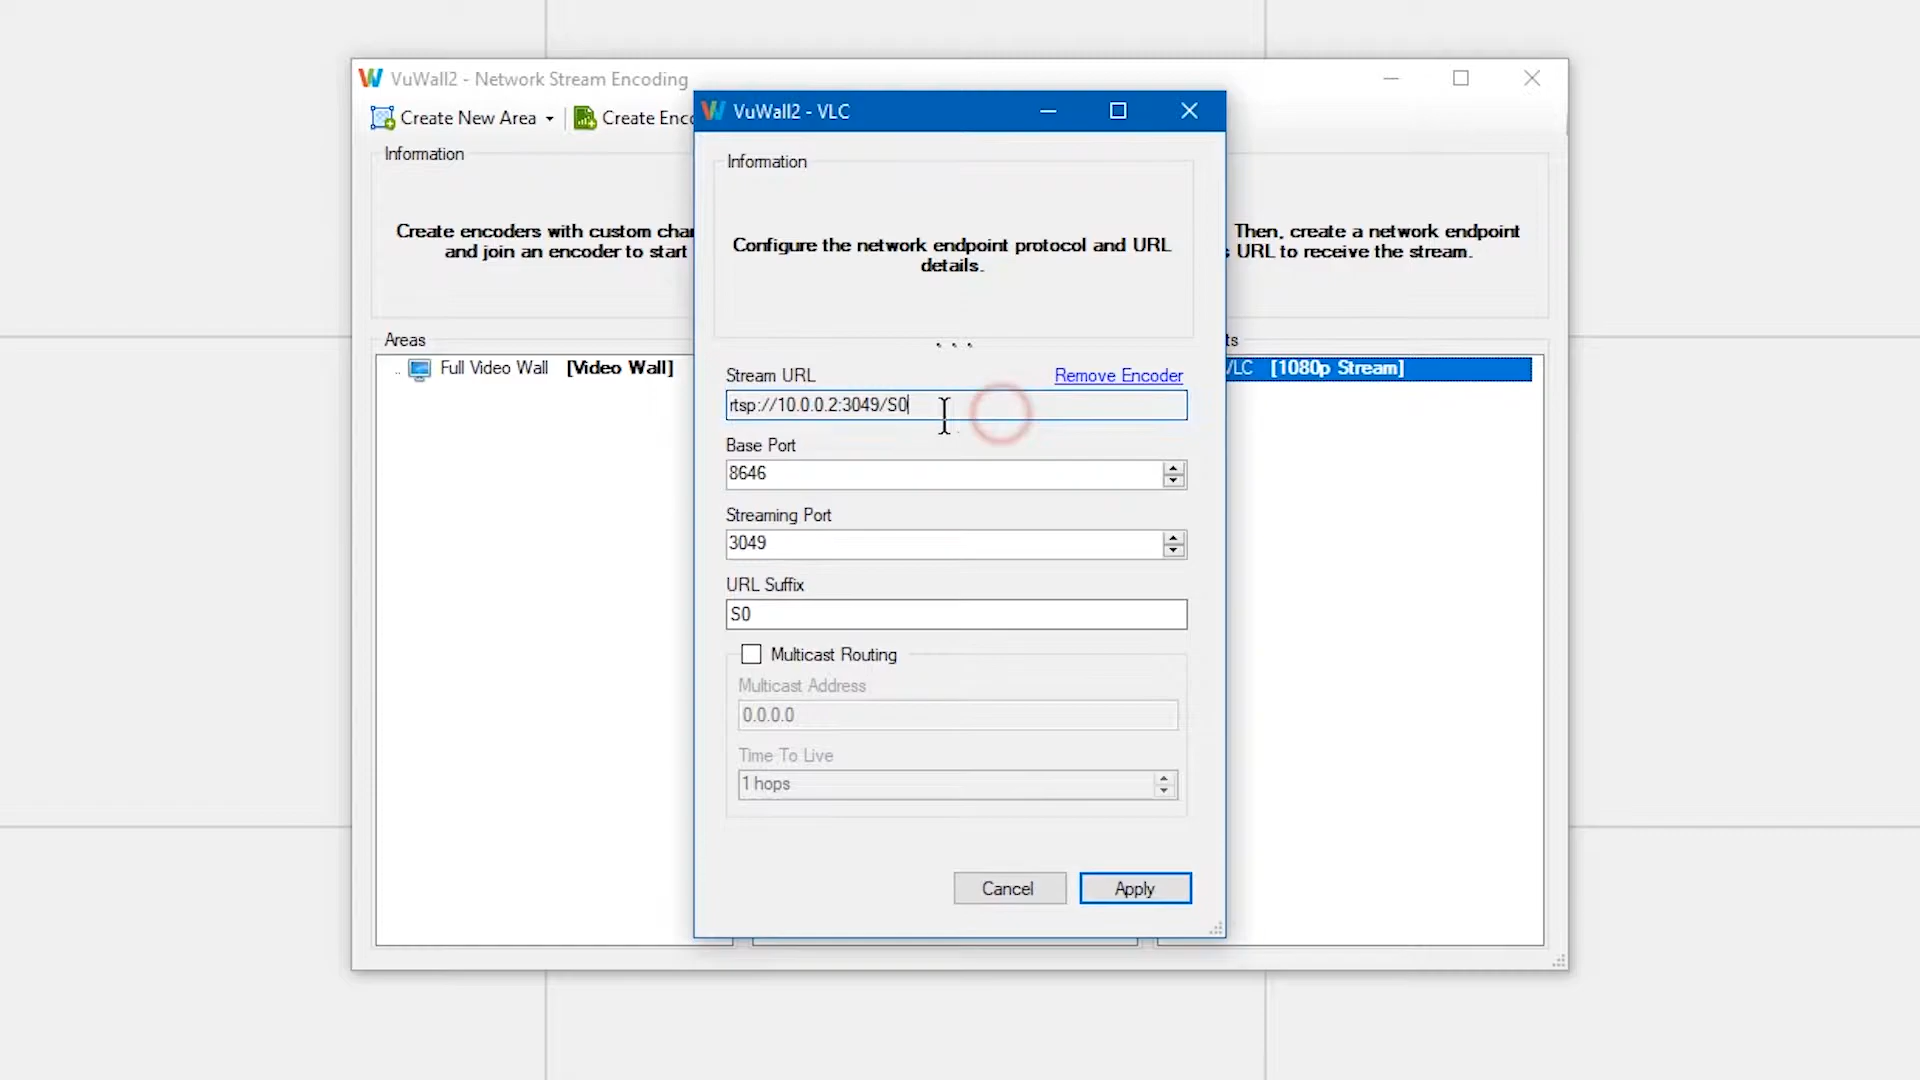 VuWall2 - Network Stream Encoding
Create New Area
Create Enc
Information
Create encoders with custom cha
and join an encoder to start
Then, create a network endpoint
URL to receive the stream.
Areas
Full Video Wall [Video Wall]
ts
VLC [1080p Stream]
VuWall2 - VLC
Information
Configure the network endpoint protocol and URL
details.
Stream URL
Remove Encoder
rtsp://10.0.0.2:3049/S0
Base Port
8646
Streaming Port
3049
URL Suffix
S0
Multicast Routing
Multicast Address
0.0.0.0
Time To Live
1 hops
Cancel
Apply